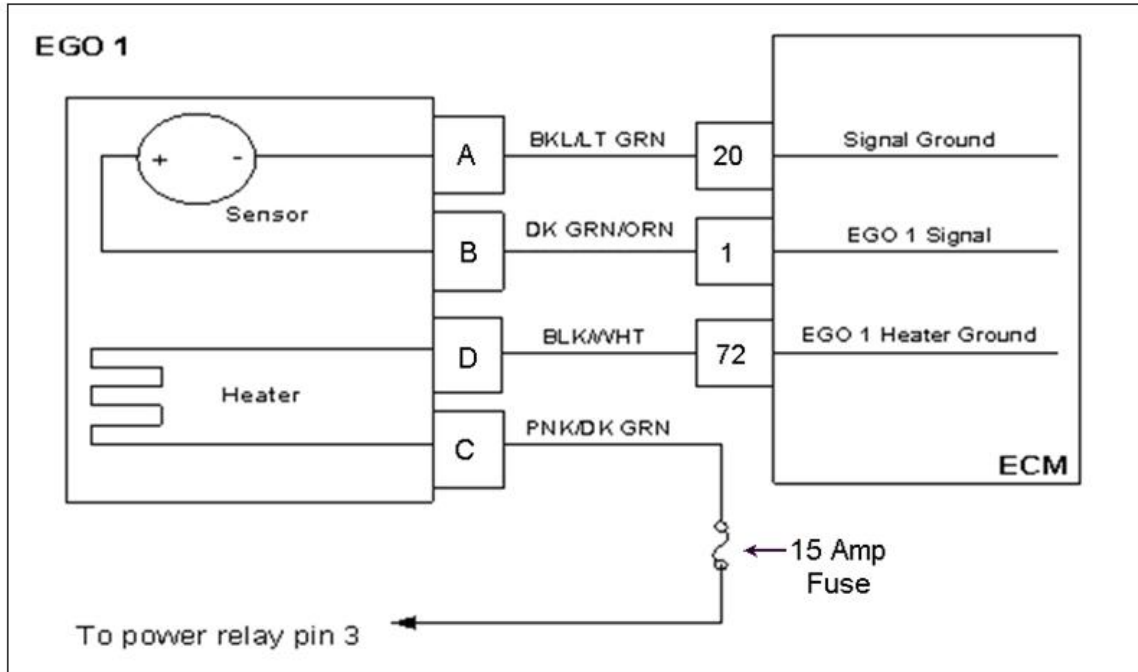 EGO 1
+ -
Sensor
Heater
A
B
D
C
BKL/LT GRN
DK GRN/ORN
BLK/WHT
PNK/DK GRN
20
1
72
Signal Ground
EGO 1 Signal
EGO 1 Heater Ground
ECM
15 Amp
Fuse
To power relay pin 3